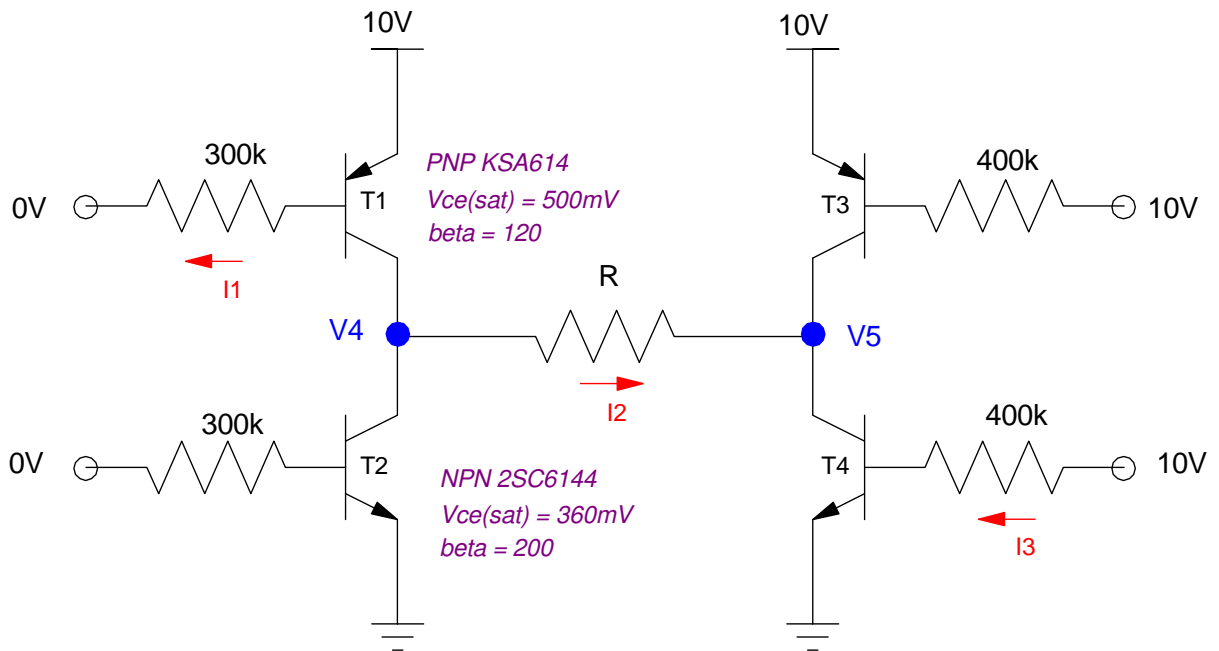 10V
10V
300k
PNP KSA614
Vce(sat) = 500mV
beta = 120
400k
0V
T1
T3
10V
I1
R
V4
V5
I2
300k
400k
0V
T2
T4
10V
NPN 2SC6144
Vce(sat) = 360mV
beta = 200
I3